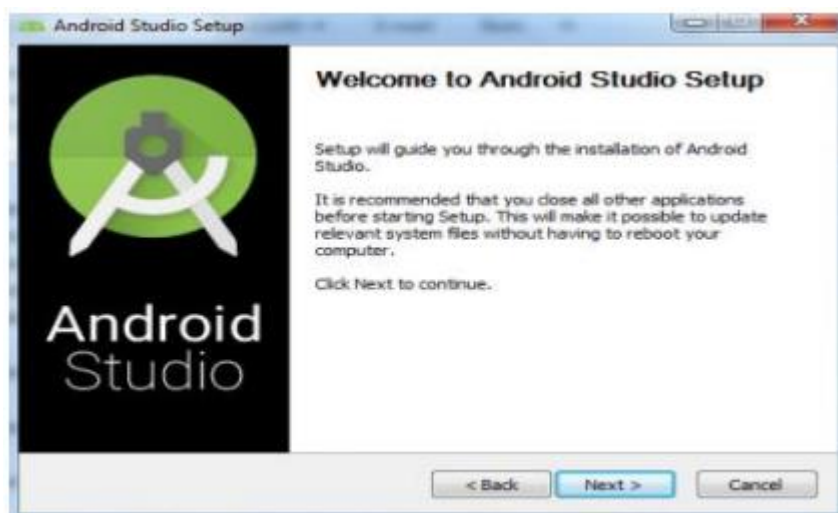 Android Studio Setup
Welcome to Android Studio Setup
Setup will guide you through the installation of Android
Studio.
It is recommended that you close all other applications
before starting Setup. This will make it possible to update
relevant system files without having to reboot your
computer.
Click Next to continue.
Android
Studio
< Back
Next >
Cancel